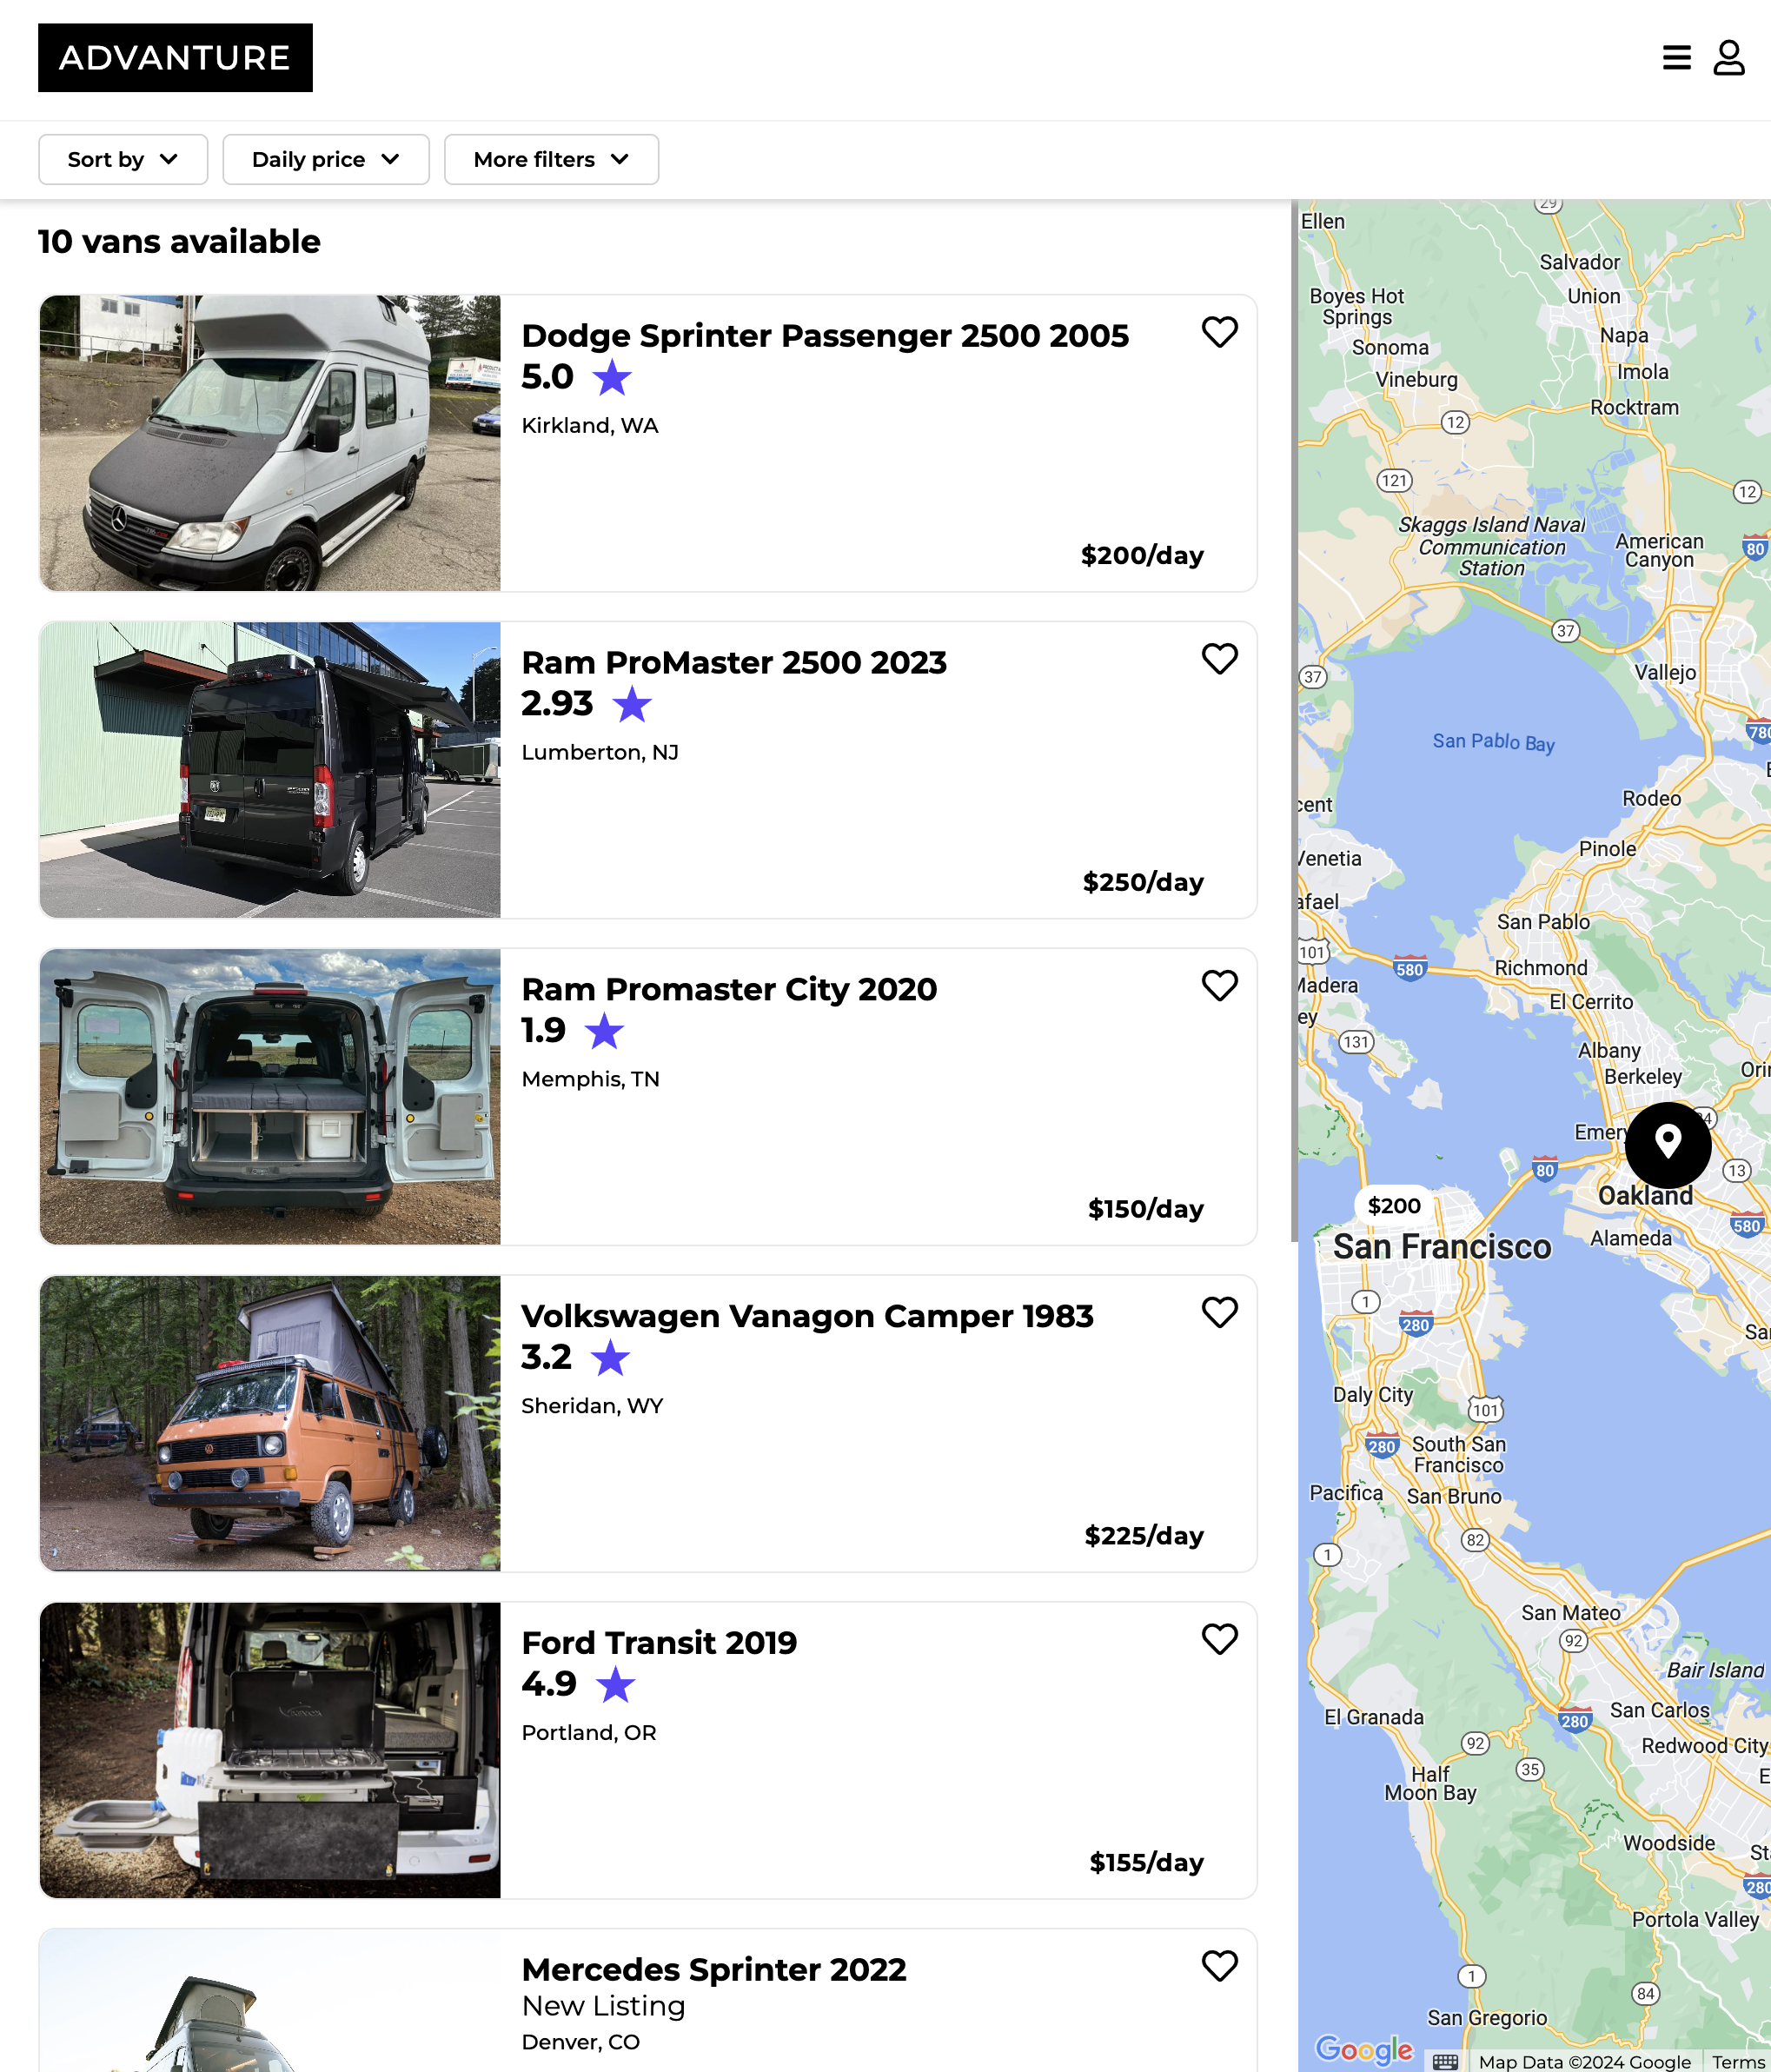 ADVANTURE
Sort by
Daily price
More filters
10 vans available
Dodge Sprinter Passenger 2500 2005
5.0
Kirkland, WA
$200/day
Ram ProMaster 2500 2023
2.93
Lumberton, NJ
$250/day
Ram Promaster City 2020
1.9
Memphis, TN
$150/day
Volkswagen Vanagon Camper 1983
3.2
Sheridan, WY
$225/day
Ford Transit 2019
4.9
Portland, OR
$155/day
Mercedes Sprinter 2022
New Listing
Denver, CO
29
Ellen
Salvador
Boyes Hot
Springs
Union
Napa
Sonoma
Imola
Vineburg
Rocktram
12
121
12
Skaggs Island Naval
Communication
Station
American
Canyon
80
37
37
Vallejo
780
San Pablo Bay
Rodeo
cent
Pinole
Venetia
afael
San Pablo
101
580
Richmond
Madera
El Cerrito
ey
131
Albany
Berkeley
Orin
Emery
80
13
Oakland
$200
580
Alameda
San Francisco
1
280
Sa
Daly City
101
280
South San
Francisco
Pacifica
San Bruno
82
1
San Mateo
92
Bair Island
San Carlos
El Granada
280
92
Redwood City
35
Half
Moon Bay
E
Woodside
St
280
Portola Valley
1
84
San Gregorio
Google
Map Data ©2024 Google
Terms